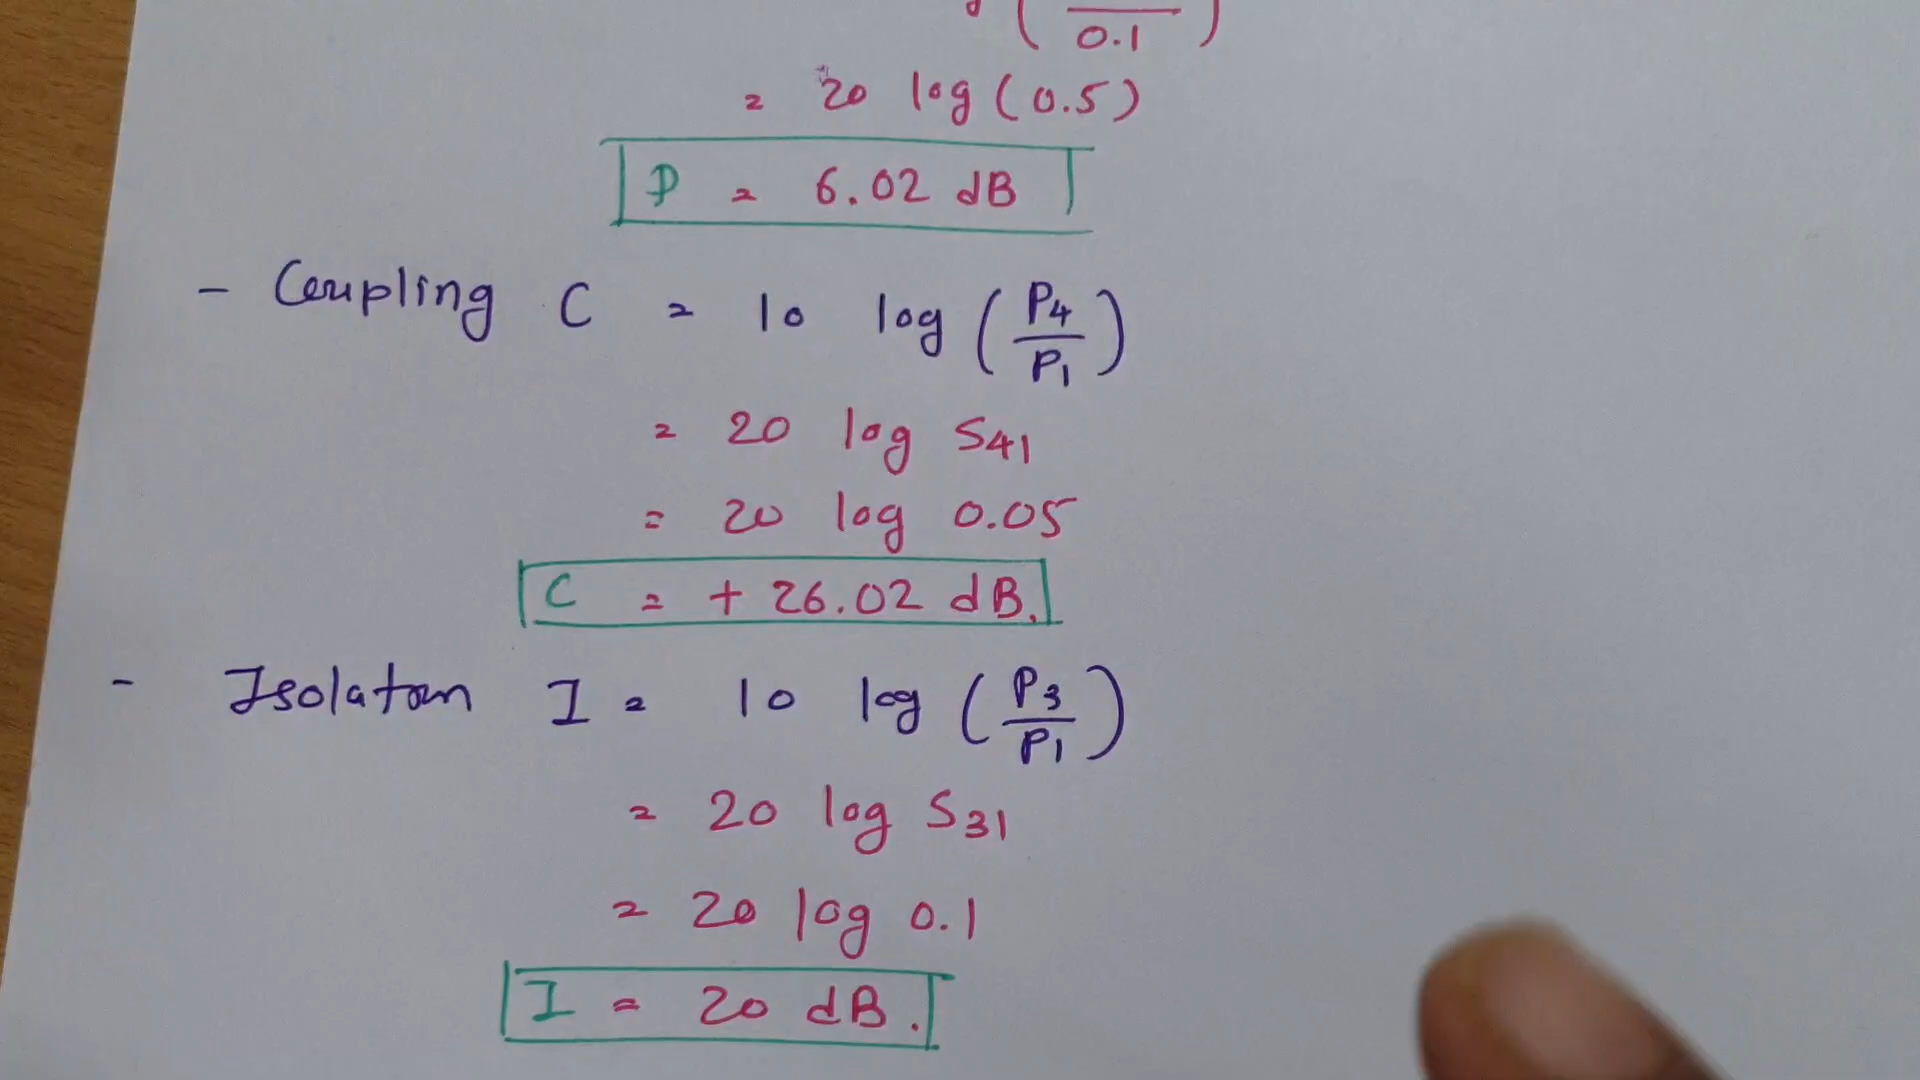 ( / 0.1 )
= 20 log (0.5)
D = 6.02 dB
- Coupling C = 10 log (P4/P1)
= 20 log S41
= 20 log 0.05
C = + 26.02 dB.
- Isolaton I = 10 log (P3/P1)
= 20 log S31
= 20 log 0.1
I = 20 dB.